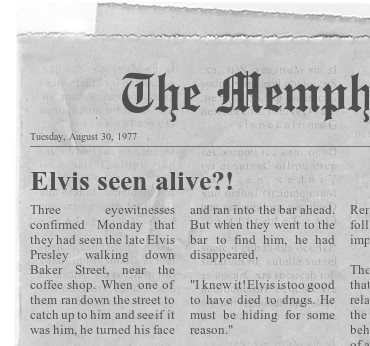 The Memph
Tuesday, August 30, 1977
Elvis seen alive?!
Three eyewitnesses
confirmed Monday that
they had seen the late Elvis
Presley walking down
Baker Street, near the
coffee shop. When one of
them ran down the street to
catch up to him and see if it
was him, he turned his face
and ran into the bar ahead.
But when they went to the
bar to find him, he had
disappeared.
"I knew it! Elvis is too good
to have died to drugs. He
must be hiding for some
reason."
Rer
foll
imp
The
that
rela
the
beh
of a